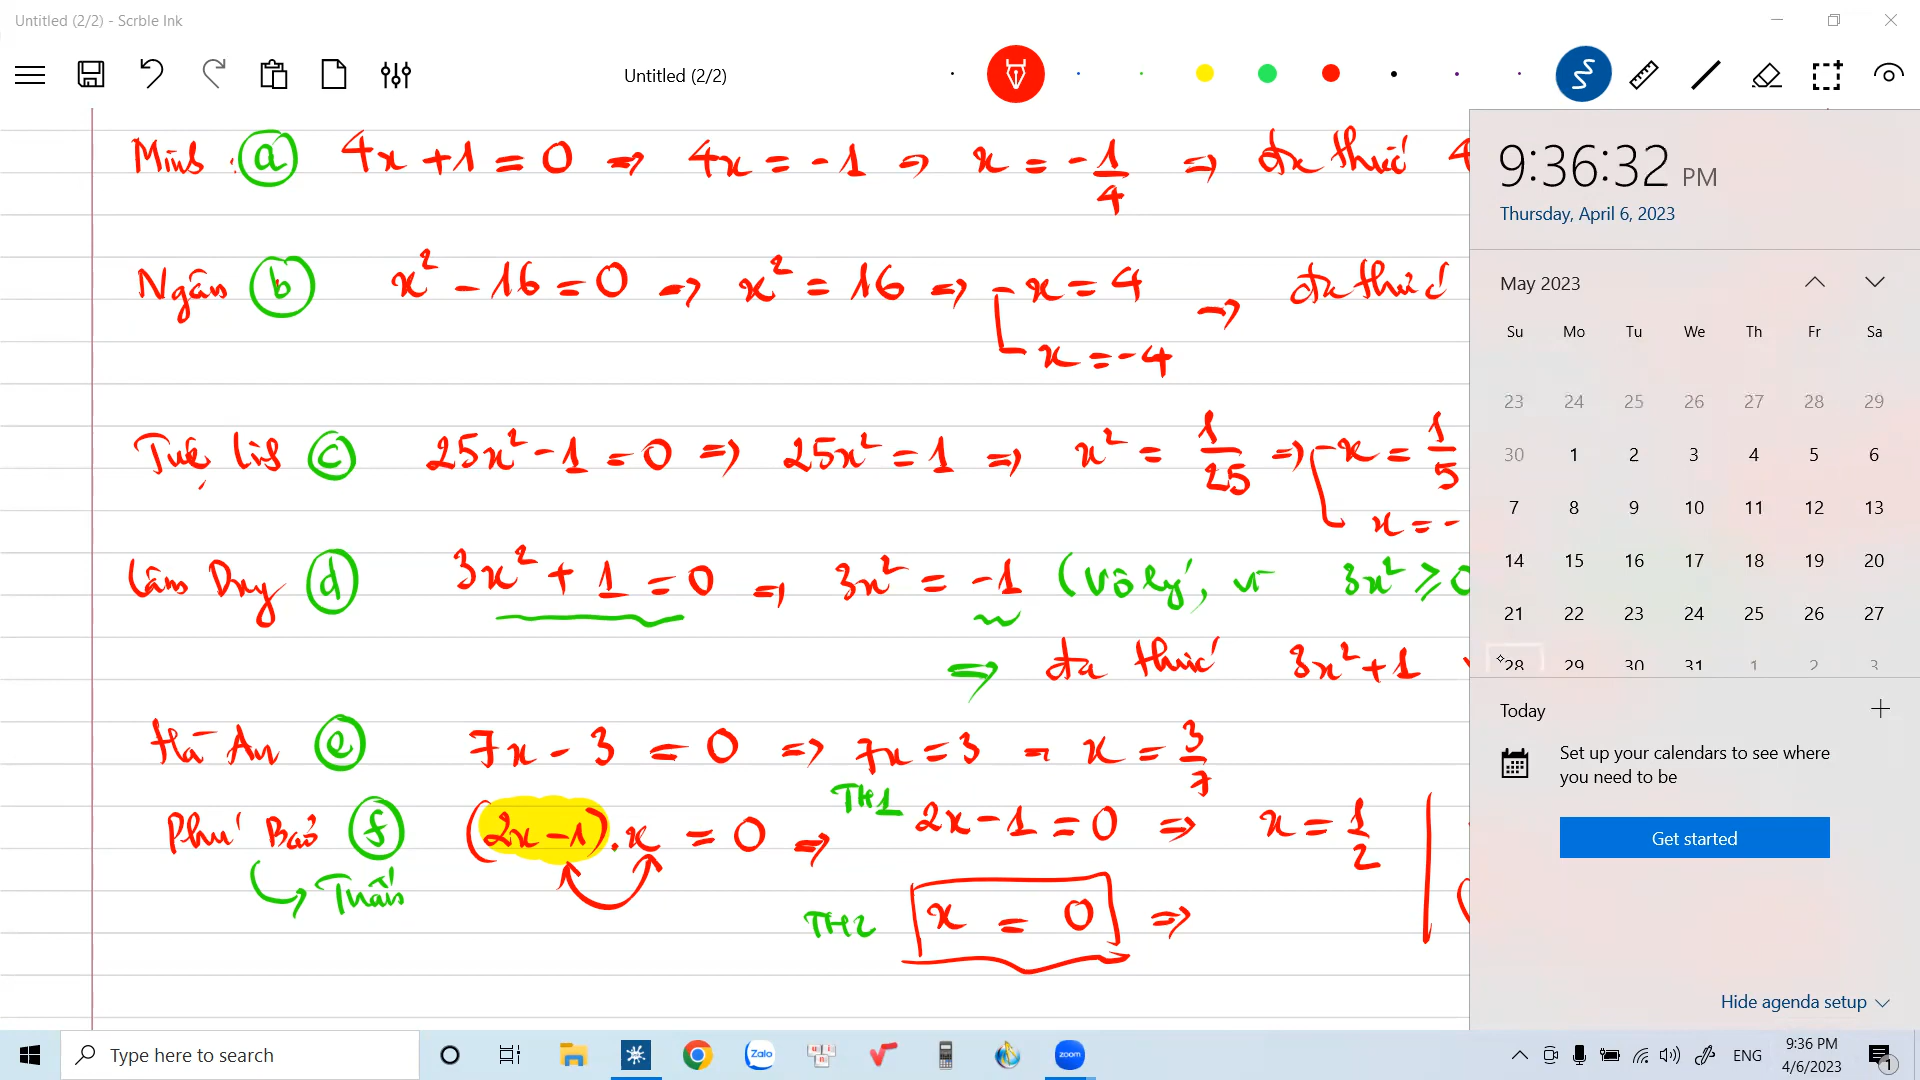 Untitled (2/2) - Scrble Ink
Untitled (2/2)
Minh : (a) 4x + 1 = 0 => 4x = -1 => x = -1/4 => đa thức 4
Ngân (b) x² - 16 = 0 => x² = 16 => x = 4 => đa thức
x = -4
Tuệ Linh (c) 25x² - 1 = 0 => 25x² = 1 => x² = 1/25 => x = 1/5
x = -
Lâm Duy (d) 3x² + 1 = 0 => 3x² = -1 (Vô lý, vì 3x² ≥ 0
=> đa thức 3x² + 1
Hà An (e) 7x - 3 = 0 => 7x = 3 => x = 3/7
Phú Bảo (f) (2x - 1).x = 0 => TH1 2x - 1 = 0 => x = 1/2
Tuấn
TH2 x = 0 =>
9:36:32 PM
Thursday, April 6, 2023
May 2023
Su Mo Tu We Th Fr Sa
23 24 25 26 27 28 29
30 1 2 3 4 5 6
7 8 9 10 11 12 13
14 15 16 17 18 19 20
21 22 23 24 25 26 27
28 29 30 31 1 2 3
Today
Set up your calendars to see where
you need to be
Get started
Hide agenda setup
Type here to search
Zalo
zoom
ENG
9:36 PM
4/6/2023
1